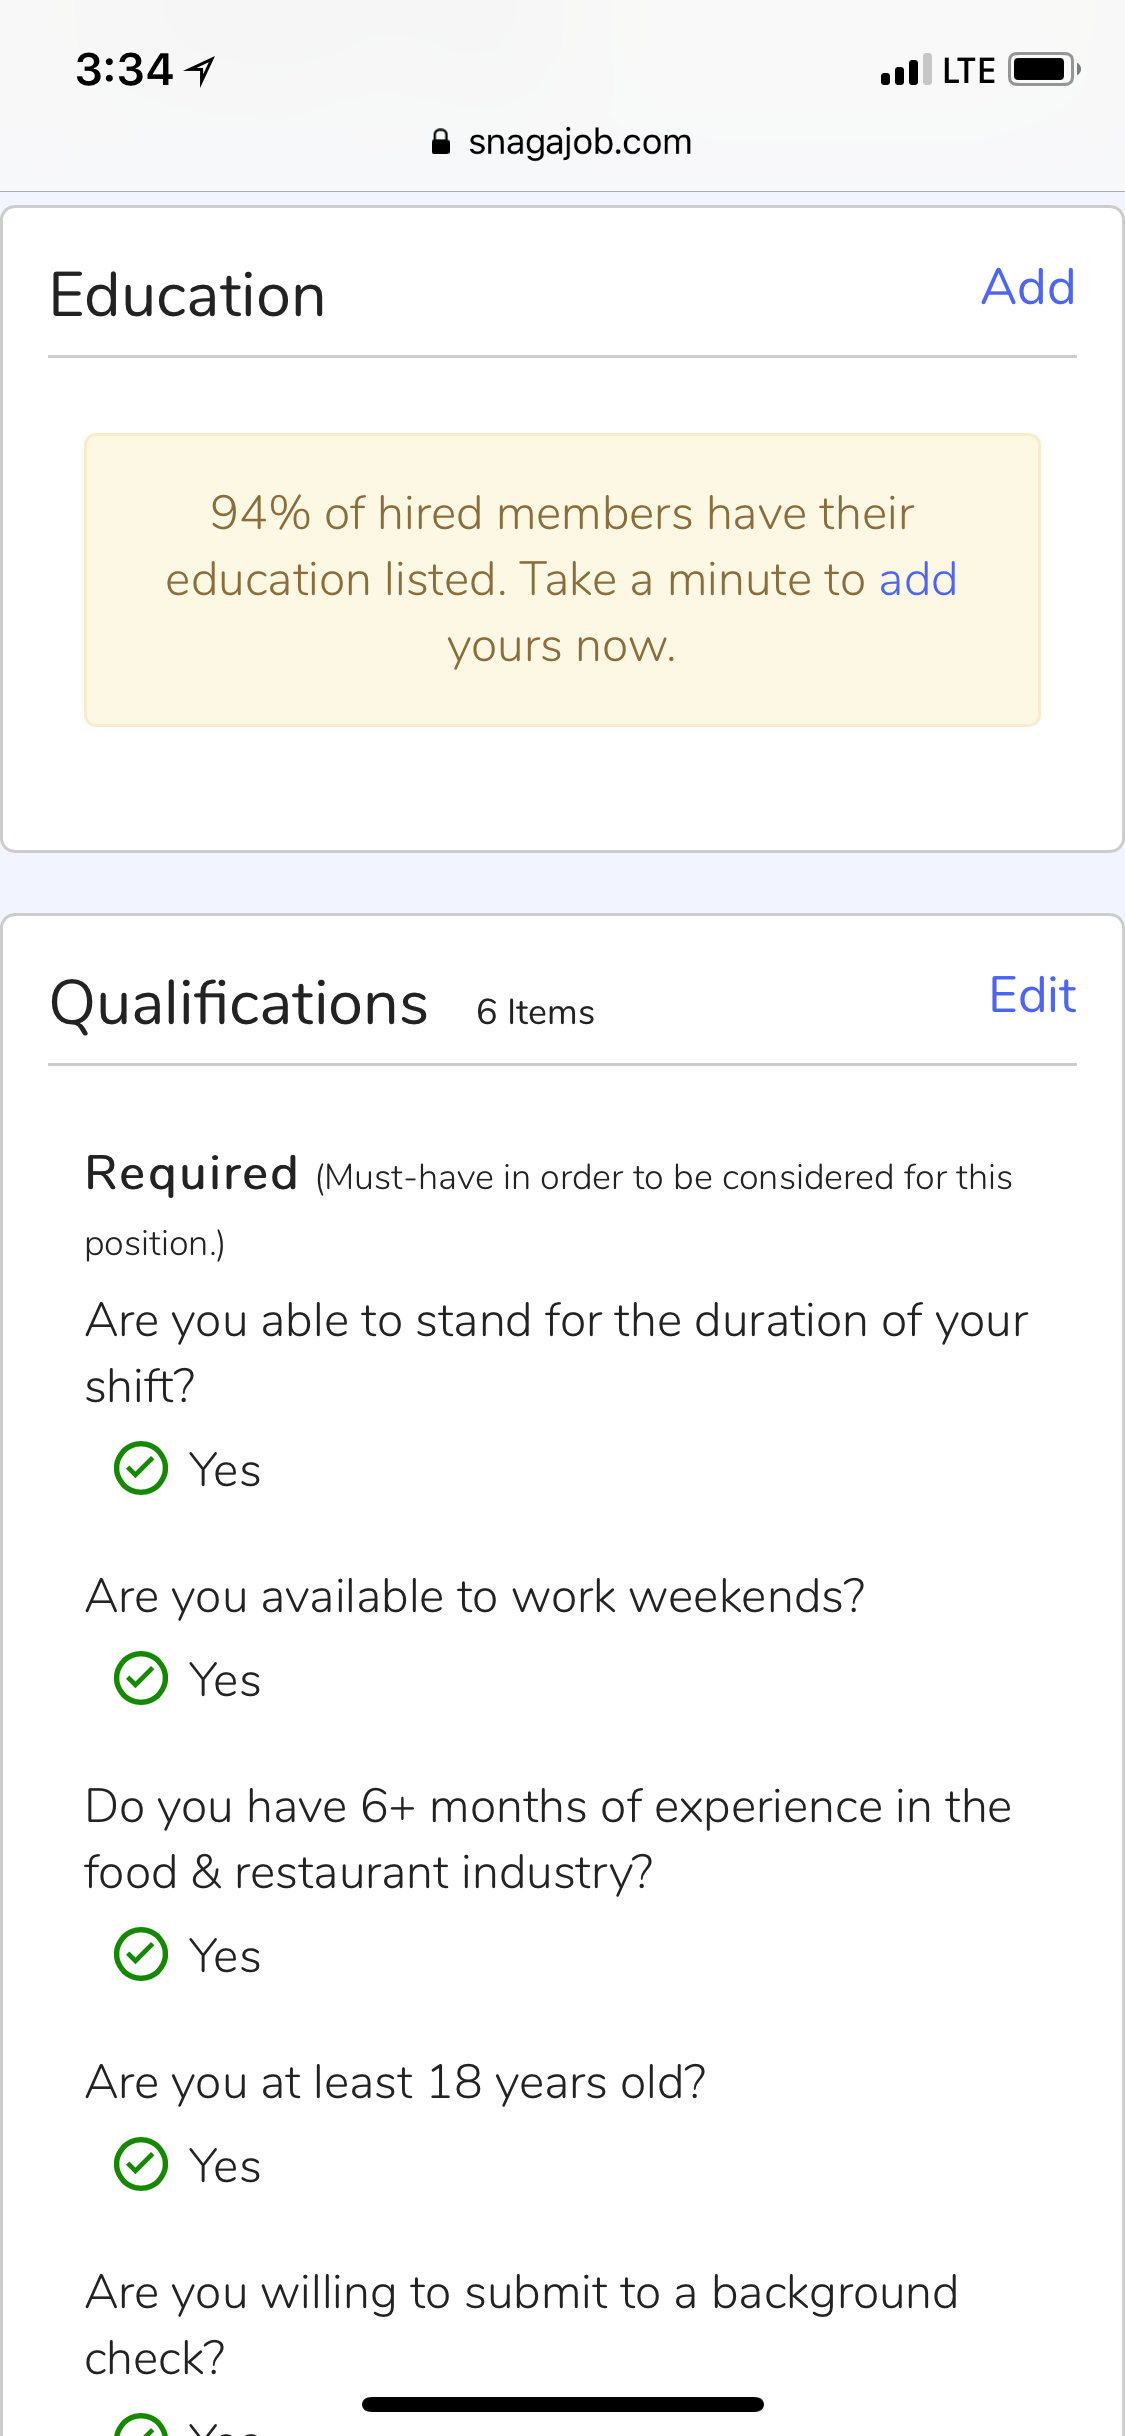 3:34
LTE
snagajob.com
Education
Add
94% of hired members have their
education listed. Take a minute to add
yours now.
Qualifications 6 Items
Edit
Required (Must-have in order to be considered for this
position.)
Are you able to stand for the duration of your
shift?
Yes
Are you available to work weekends?
Yes
Do you have 6+ months of experience in the
food & restaurant industry?
Yes
Are you at least 18 years old?
Yes
Are you willing to submit to a background
check?
Yes